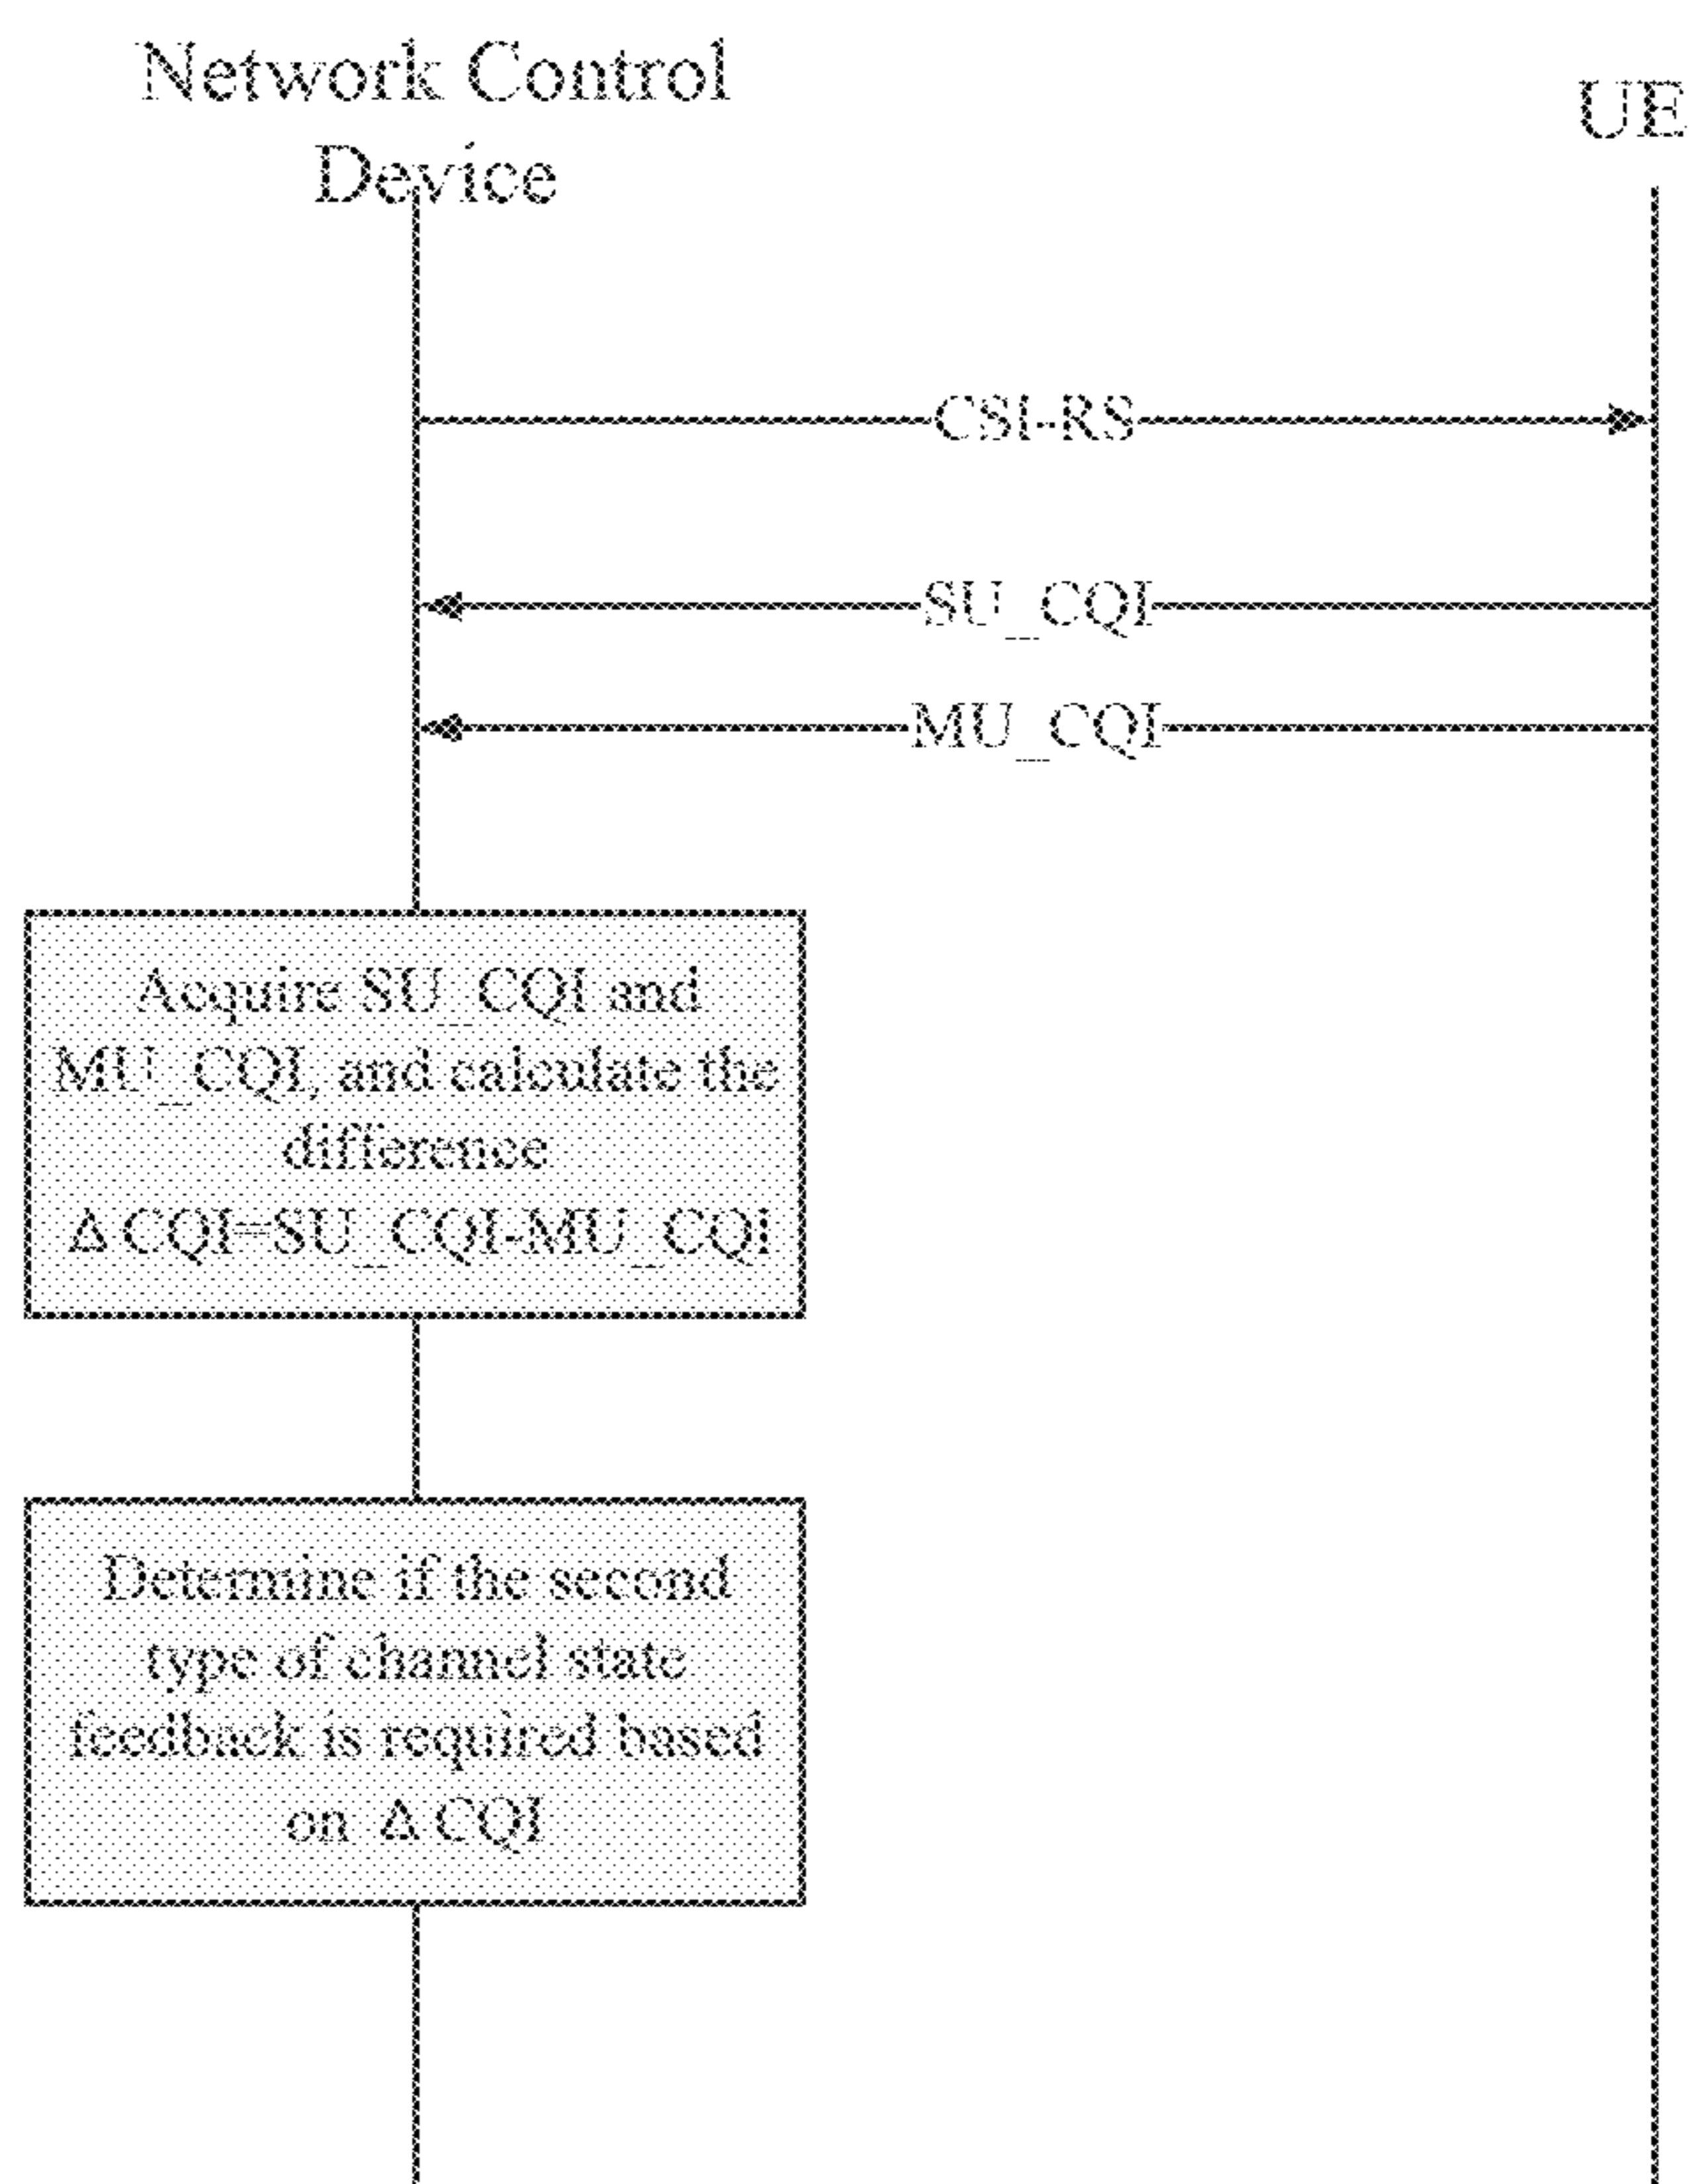 Network Control
Device
UE
CSI-RS
SU_CQI
MU_CQI
Acquire SU_CQI and
MU_CQI, and calculate the
difference
ΔCQI=SU_CQI-MU_CQI
Determine if the second
type of channel state
feedback is required based
on ΔCQI